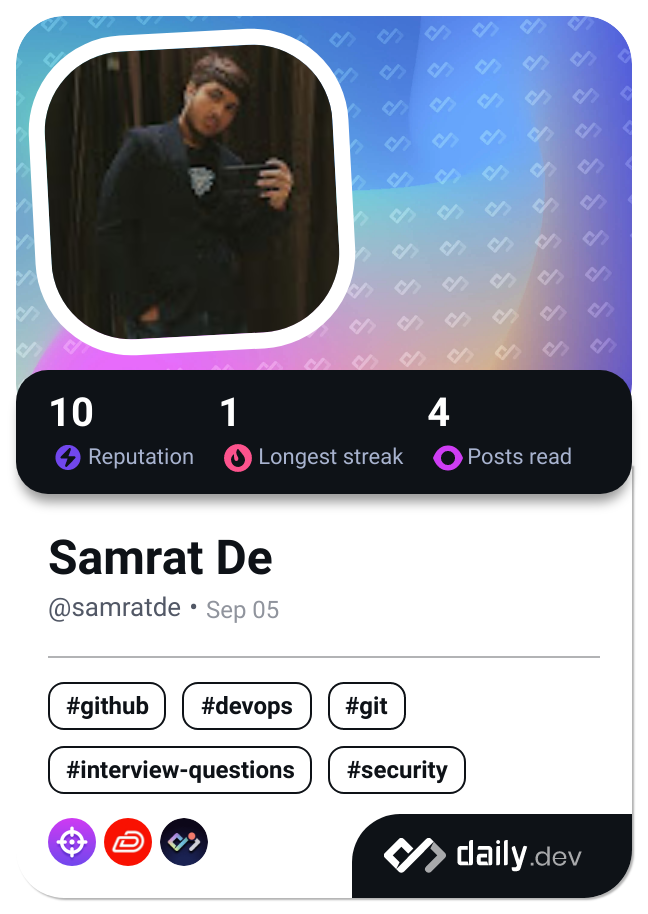 10 1 4
Reputation Longest streak Posts read
Samrat De
@samratde • Sep 05
#github #devops #git
#interview-questions #security
daily.dev